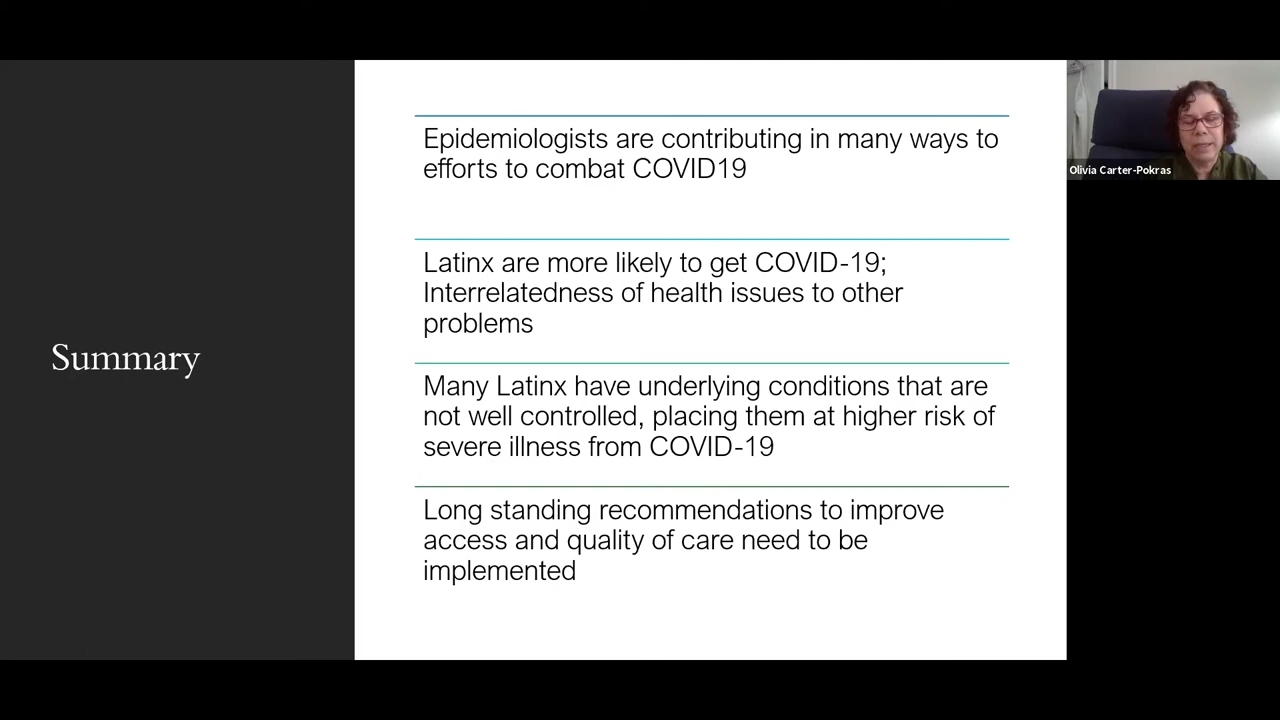 Summary
Epidemiologists are contributing in many ways to
efforts to combat COVID19
Latinx are more likely to get COVID-19;
Interrelatedness of health issues to other
problems
Many Latinx have underlying conditions that are
not well controlled, placing them at higher risk of
severe illness from COVID-19
Long standing recommendations to improve
access and quality of care need to be
implemented
Olivia Carter-Pokras